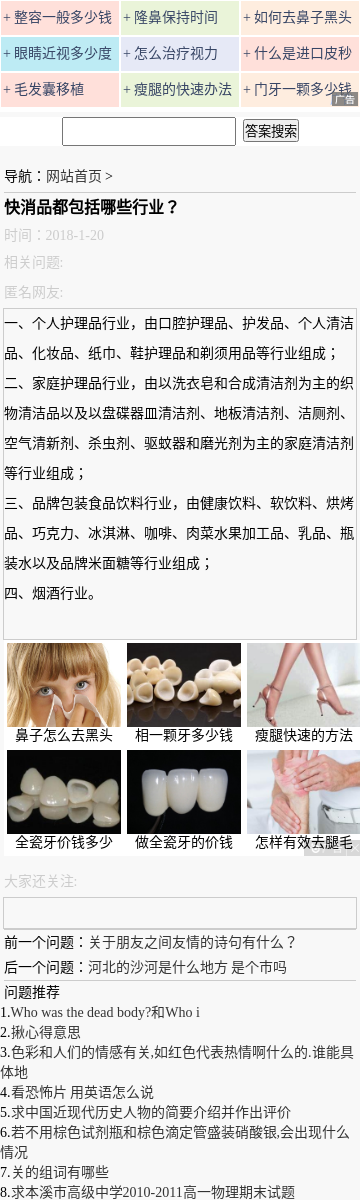 + 整容一般多少钱
+ 隆鼻保持时间
+ 如何去鼻子黑头
+ 眼睛近视多少度
+ 怎么治疗视力
+ 什么是进口皮秒
+ 毛发囊移植
+ 瘦腿的快速办法
+ 门牙一颗多少钱
广告
答案搜索
导航：网站首页 >
快消品都包括哪些行业？
时间：2018-1-20
相关问题:
匿名网友:
一、个人护理品行业，由口腔护理品、护发品、个人清洁
品、化妆品、纸巾、鞋护理品和剃须用品等行业组成；
二、家庭护理品行业，由以洗衣皂和合成清洁剂为主的织
物清洁品以及以盘碟器皿清洁剂、地板清洁剂、洁厕剂、
空气清新剂、杀虫剂、驱蚊器和磨光剂为主的家庭清洁剂
等行业组成；
三、品牌包装食品饮料行业，由健康饮料、软饮料、烘烤
品、巧克力、冰淇淋、咖啡、肉菜水果加工品、乳品、瓶
装水以及品牌米面糖等行业组成；
四、烟酒行业。
鼻子怎么去黑头
相一颗牙多少钱
瘦腿快速的方法
全瓷牙价钱多少
做全瓷牙的价钱
怎样有效去腿毛
大家还关注:
前一个问题：关于朋友之间友情的诗句有什么？
后一个问题：河北的沙河是什么地方 是个市吗
问题推荐
1.Who was the dead body?和Who i
2.揪心得意思
3.色彩和人们的情感有关,如红色代表热情啊什么的.谁能具
体地
4.看恐怖片 用英语怎么说
5.求中国近现代历史人物的简要介绍并作出评价
6.若不用棕色试剂瓶和棕色滴定管盛装硝酸银,会出现什么
情况
7.关的组词有哪些
8.求本溪市高级中学2010-2011高一物理期末试题